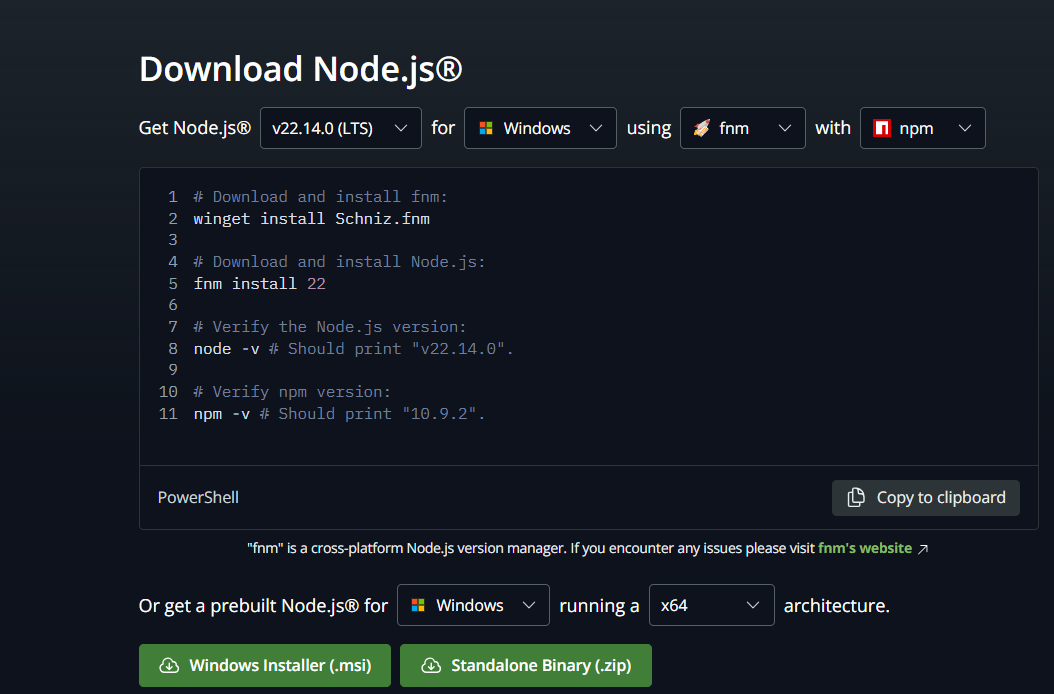 Download Node.js®
Get Node.js® v22.14.0 (LTS) for Windows using fnm with npm
1 # Download and install fnm:
2 winget install Schniz.fnm
3
4 # Download and install Node.js:
5 fnm install 22
6
7 # Verify the Node.js version:
8 node -v # Should print "v22.14.0".
9
10 # Verify npm version:
11 npm -v # Should print "10.9.2".
PowerShell Copy to clipboard
"fnm" is a cross-platform Node.js version manager. If you encounter any issues please visit fnm's website ↗
Or get a prebuilt Node.js® for Windows running a x64 architecture.
Windows Installer (.msi) Standalone Binary (.zip)